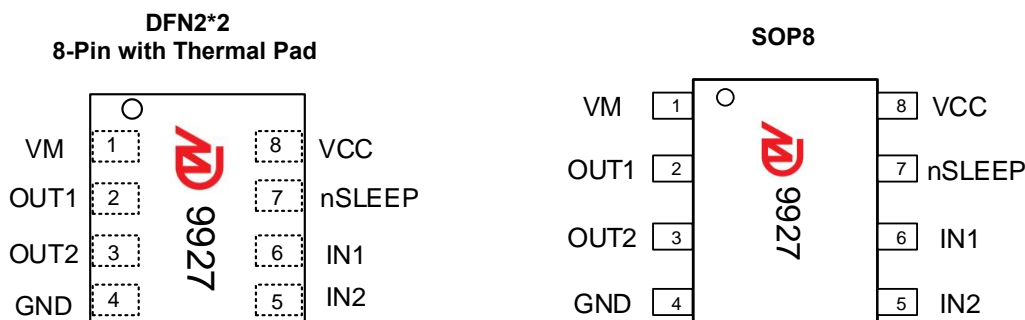 DFN2*2
8-Pin with Thermal Pad
VM 1 8 VCC
OUT1 2 7 nSLEEP
OUT2 3 6 IN1
GND 4 5 IN2
9927
SOP8
VM 1 8 VCC
OUT1 2 7 nSLEEP
OUT2 3 6 IN1
GND 4 5 IN2
9927